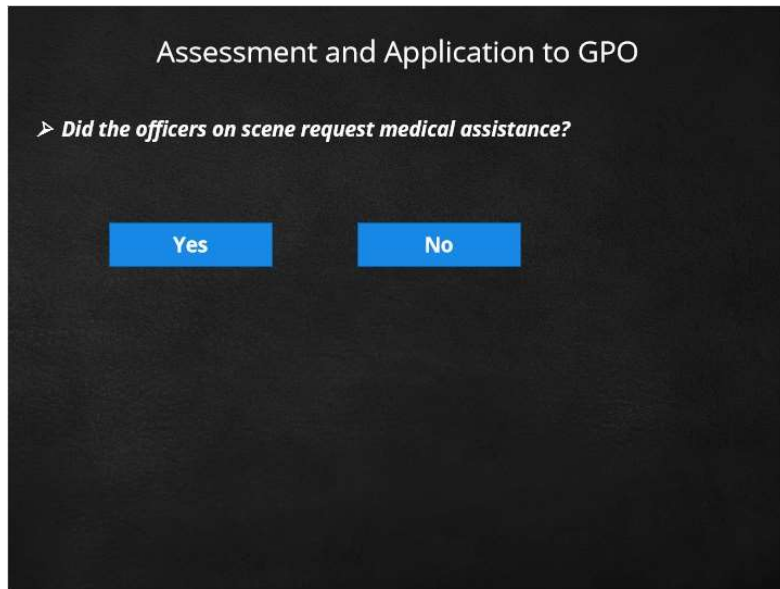 Assessment and Application to GPO
➢ Did the officers on scene request medical assistance?
Yes
No